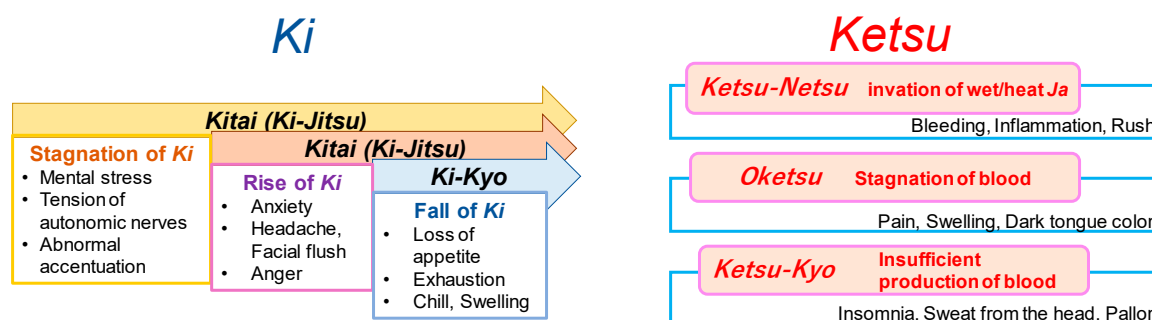 Ki
Kitai (Ki-Jitsu)
Stagnation of Ki
• Mental stress
• Tension of
autonomic nerves
• Abnormal
accentuation
Kitai (Ki-Jitsu)
Rise of Ki
• Anxiety
• Headache,
Facial flush
• Anger
Ki-Kyo
Fall of Ki
• Loss of
appetite
• Exhaustion
• Chill, Swelling
Ketsu
Ketsu-Netsu invation of wet/heat Ja
Bleeding, Inflammation, Rush
Oketsu Stagnation of blood
Pain, Swelling, Dark tongue color
Ketsu-Kyo Insufficient
production of blood
Insomnia, Sweat from the head, Pallor